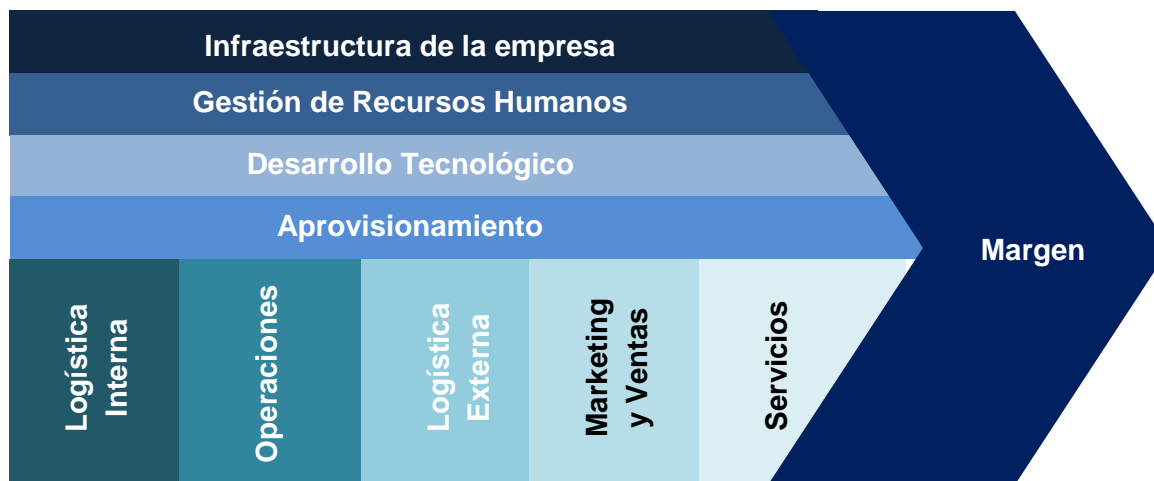 Infraestructura de la empresa
Gestión de Recursos Humanos
Desarrollo Tecnológico
Aprovisionamiento
Margen
Logística
Interna
Operaciones
Logística
Externa
Marketing
y Ventas
Servicios